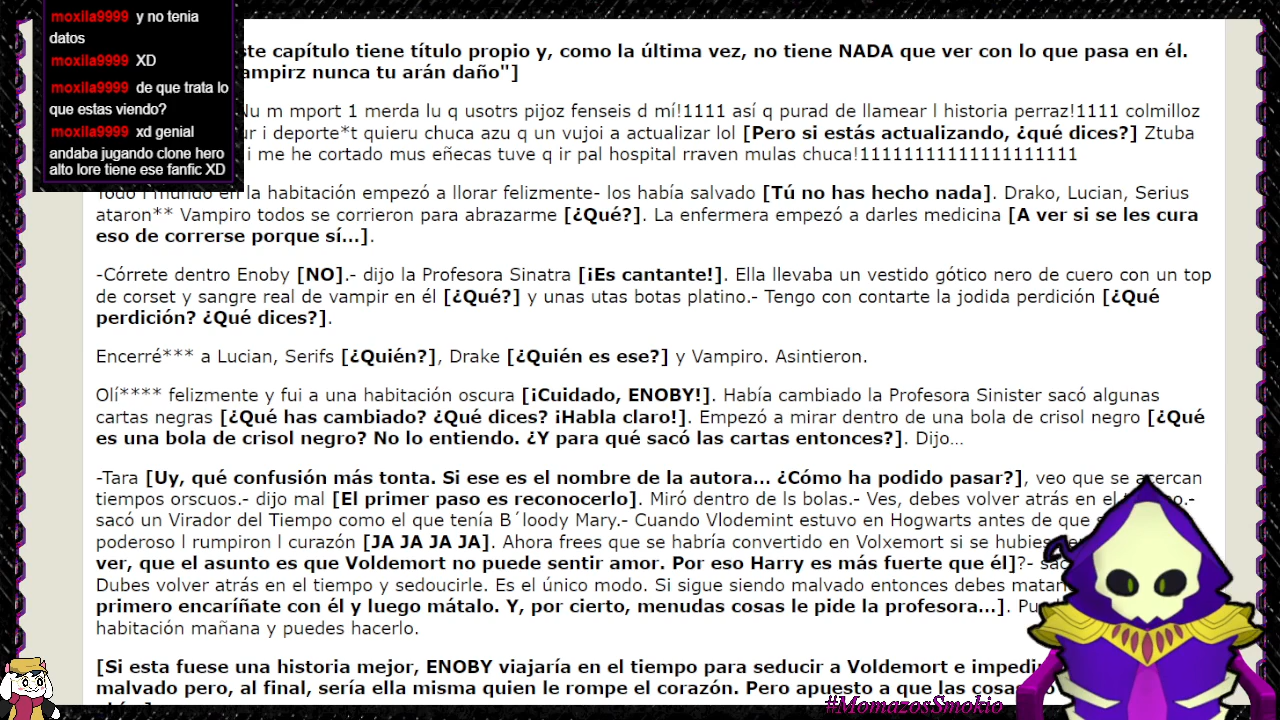 moxlla9999 y no tenia
datos
moxlla9999 XD
moxlla9999 de que trata lo
que estas viendo?
moxlla9999 xd genial
andaba jugando clone hero
alto lore tiene ese fanfic XD
capítulo tiene título propio y, como la última vez, no tiene NADA que ver con lo que pasa en él.
nunca tu arán daño"]
m mport 1 merda lu q usotrs pijoz fenseis d mí!1111 así q purad de llamear l historia perraz!1111 colmilloz
i deporte*t quieru chuca azu q un vujoi a actualizar lol [Pero si estás actualizando, ¿qué dices?] Ztuba
i me he cortado mus eñecas tuve q ir pal hospital rraven mulas chuca!11111111111111111111
Todo l mundo en la habitación empezó a llorar felizmente- los había salvado [Tú no has hecho nada]. Drako, Lucian, Serius
ataron** Vampiro todos se corrieron para abrazarme [¿Qué?]. La enfermera empezó a darles medicina [A ver si se les cura
eso de correrse porque sí...].
-Córrete dentro Enoby [NO].- dijo la Profesora Sinatra [¡Es cantante!]. Ella llevaba un vestido gótico nero de cuero con un top
de corset y sangre real de vampir en él [¿Qué?] y unas utas botas platino.- Tengo con contarte la jodida perdición [¿Qué
perdición? ¿Qué dices?].
Encerré*** a Lucian, Serifs [¿Quién?], Drake [¿Quién es ese?] y Vampiro. Asintieron.
Olí**** felizmente y fui a una habitación oscura [¡Cuidado, ENOBY!]. Había cambiado la Profesora Sinister sacó algunas
cartas negras [¿Qué has cambiado? ¿Qué dices? ¡Habla claro!]. Empezó a mirar dentro de una bola de crisol negro [¿Qué
es una bola de crisol negro? No lo entiendo. ¿Y para qué sacó las cartas entonces?]. Dijo...
-Tara [Uy, qué confusión más tonta. Si ese es el nombre de la autora... ¿Cómo ha podido pasar?], veo que se acercan
tiempos orscuos.- dijo mal [El primer paso es reconocerlo]. Miró dentro de ls bolas.- Ves, debes volver atrás en el
sacó un Virador del Tiempo como el que tenía B´loody Mary.- Cuando Vlodemint estuvo en Hogwarts antes de que
poderoso l rumpiron l curazón [JA JA JA JA]. Ahora frees que se habría convertido en Volxemort si se
ver, que el asunto es que Voldemort no puede sentir amor. Por eso Harry es más fuerte que él]?-
Dubes volver atrás en el tiempo y sedoucirle. Es el único modo. Si sigue siendo malvado entonces debes
primero encaríñate con él y luego mátalo. Y, por cierto, menudas cosas le pide la profesora...].
habitación mañana y puedes hacerlo.
[Si esta fuese una historia mejor, ENOBY viajaría en el tiempo para seducir a Voldemort e
malvado pero, al final, sería ella misma quien le rompe el corazón. Pero apuesto a que las
#MomazosSmokio